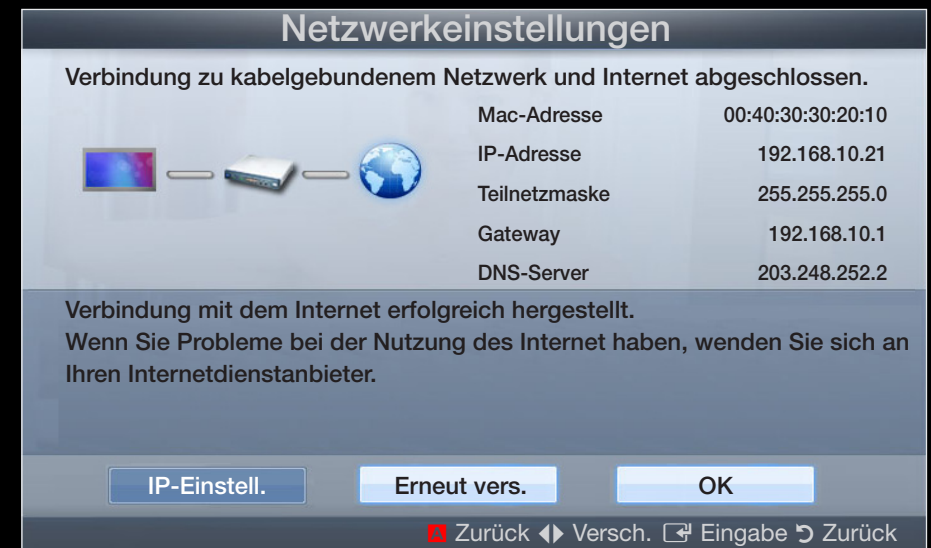 Netzwerkeinstellungen
Verbindung zu kabelgebundenem Netzwerk und Internet abgeschlossen.
Mac-Adresse 00:40:30:30:20:10
IP-Adresse 192.168.10.21
Teilnetzmaske 255.255.255.0
Gateway 192.168.10.1
DNS-Server 203.248.252.2
Verbindung mit dem Internet erfolgreich hergestellt.
Wenn Sie Probleme bei der Nutzung des Internet haben, wenden Sie sich an
Ihren Internetdienstanbieter.
IP-Einstell. Erneut vers. OK
A Zurück Versch. Eingabe Zurück